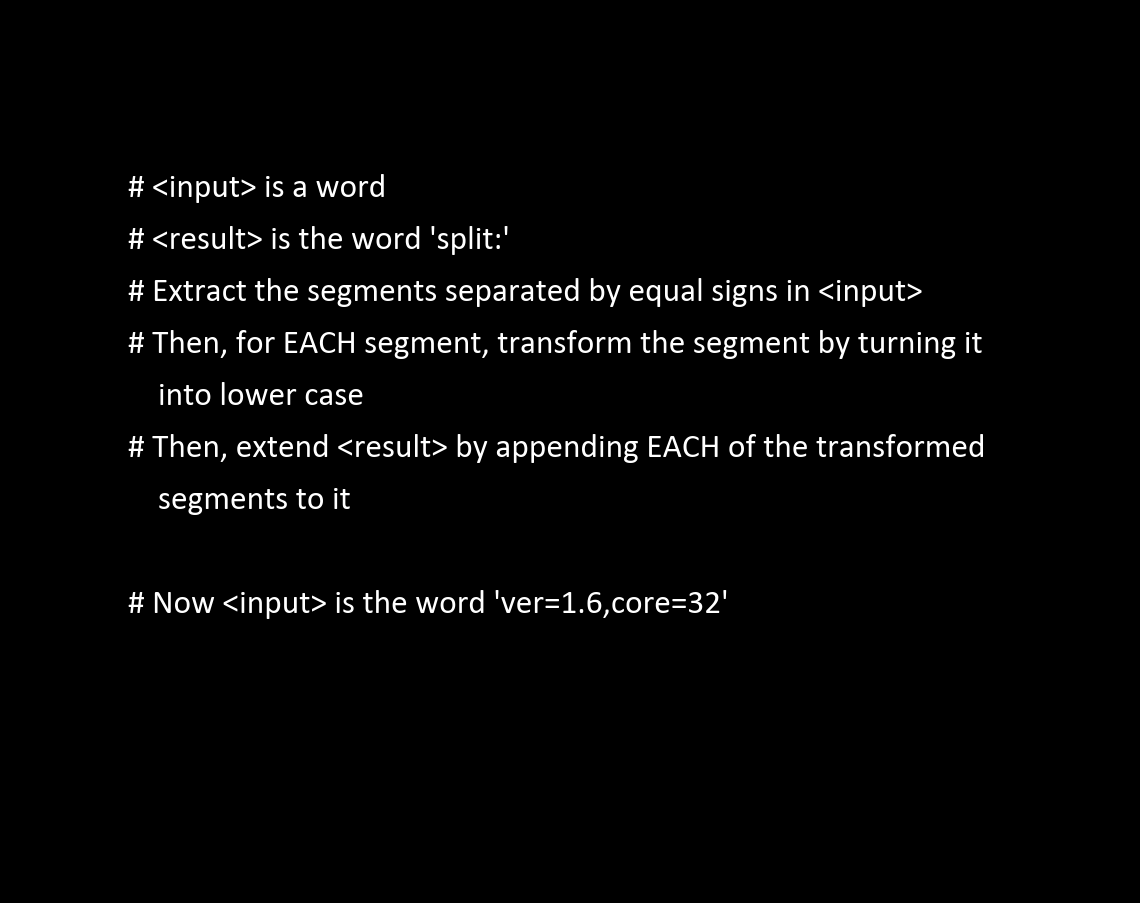 # <input> is a word
# <result> is the word 'split:'
# Extract the segments separated by equal signs in <input>
# Then, for EACH segment, transform the segment by turning it
into lower case
# Then, extend <result> by appending EACH of the transformed
segments to it
# Now <input> is the word 'ver=1.6,core=32'